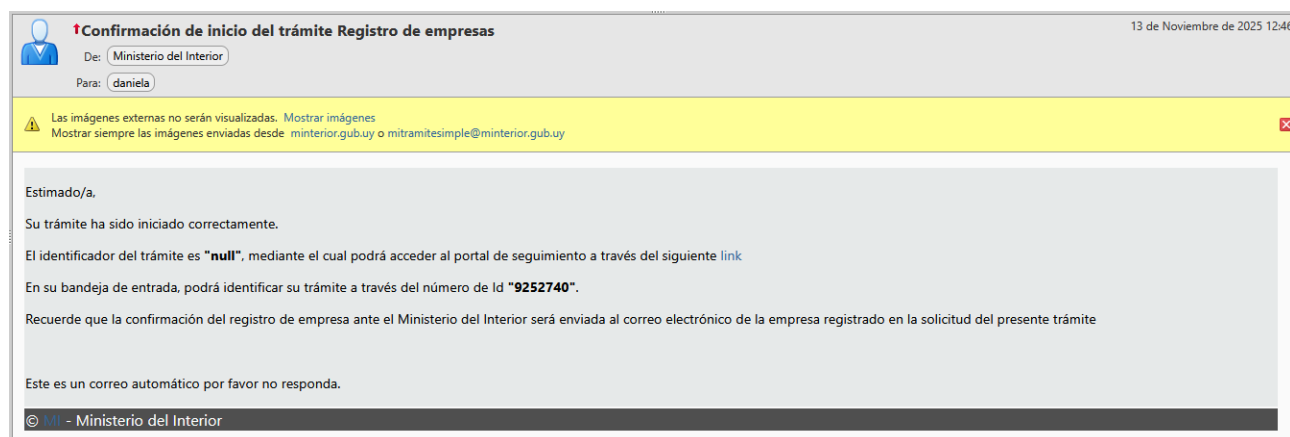 ↑Confirmación de inicio del trámite Registro de empresas
13 de Noviembre de 2025 12:46
De: Ministerio del Interior
Para: daniela
Las imágenes externas no serán visualizadas. Mostrar imágenes
Mostrar siempre las imágenes enviadas desde minterior.gub.uy o mitramitesimple@minterior.gub.uy
Estimado/a,
Su trámite ha sido iniciado correctamente.
El identificador del trámite es "null", mediante el cual podrá acceder al portal de seguimiento a través del siguiente link
En su bandeja de entrada, podrá identificar su trámite a través del número de Id "9252740".
Recuerde que la confirmación del registro de empresa ante el Ministerio del Interior será enviada al correo electrónico de la empresa registrado en la solicitud del presente trámite
Este es un correo automático por favor no responda.
© MI - Ministerio del Interior